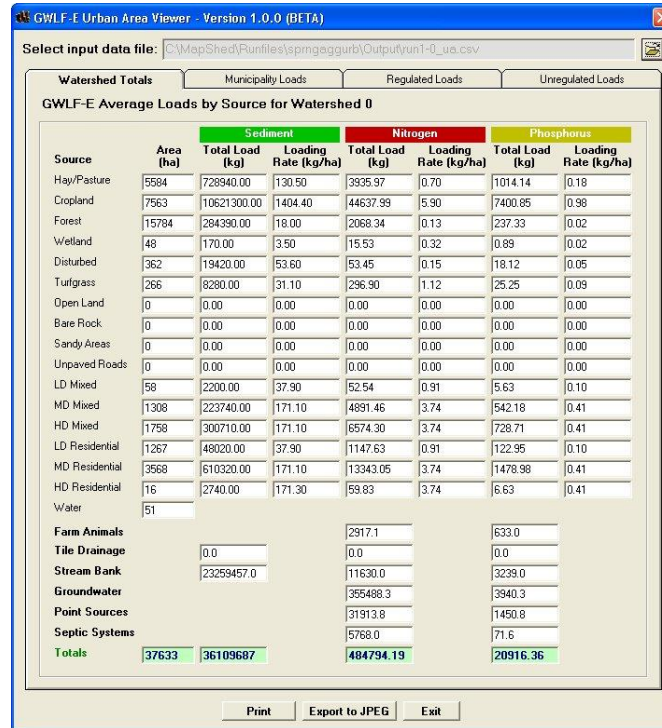 GWLF-E Urban Area Viewer - Version 1.0.0 (BETA)
Select input data file: C:\MapShed\Runfiles\sprngaggurb\Output\run1-0_ua.csv
Watershed Totals Municipality Loads Regulated Loads Unregulated Loads
GWLF-E Average Loads by Source for Watershed 0
Sediment Nitrogen Phosphorus
Source Area (ha) Total Load (kg) Loading Rate (kg/ha) Total Load (kg) Loading Rate (kg/ha) Total Load (kg) Loading Rate (kg/ha)
Hay/Pasture 5584 728940.00 130.50 3935.97 0.70 1014.14 0.18
Cropland 7563 10621300.00 1404.40 44637.99 5.90 7400.85 0.98
Forest 15784 284390.00 18.00 2068.34 0.13 237.33 0.02
Wetland 48 170.00 3.50 15.53 0.32 0.89 0.02
Disturbed 362 19420.00 53.60 53.45 0.15 18.12 0.05
Turfgrass 266 8280.00 31.10 296.90 1.12 25.25 0.09
Open Land 0 0.00 0.00 0.00 0.00 0.00 0.00
Bare Rock 0 0.00 0.00 0.00 0.00 0.00 0.00
Sandy Areas 0 0.00 0.00 0.00 0.00 0.00 0.00
Unpaved Roads 0 0.00 0.00 0.00 0.00 0.00 0.00
LD Mixed 58 2200.00 37.90 52.54 0.91 5.63 0.10
MD Mixed 1308 223740.00 171.10 4891.46 3.74 542.18 0.41
HD Mixed 1758 300710.00 171.10 6574.30 3.74 728.71 0.41
LD Residential 1267 48020.00 37.90 1147.63 0.91 122.95 0.10
MD Residential 3568 610320.00 171.10 13343.05 3.74 1478.98 0.41
HD Residential 16 2740.00 171.30 59.83 3.74 6.63 0.41
Water 51
Farm Animals 2917.1 633.0
Tile Drainage 0.0 0.0 0.0
Stream Bank 23259457.0 11630.0 3239.0
Groundwater 355488.3 3940.3
Point Sources 31913.8 1450.8
Septic Systems 5768.0 71.6
Totals 37633 36109687 484794.19 20916.36
Print Export to JPEG Exit